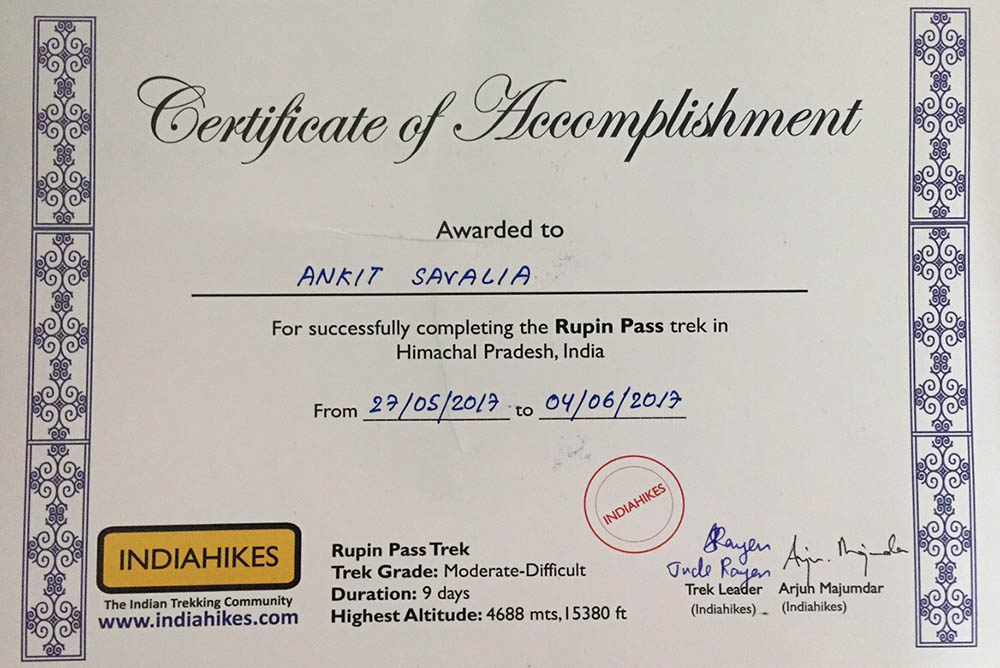 Certificate of Accomplishment
Awarded to
ANKIT SAVALIA
For successfully completing the Rupin Pass trek in
Himachal Pradesh, India
From 27/05/2017 to 04/06/2017
INDIAHIKES
INDIAHIKES
The Indian Trekking Community
www.indiahikes.com
Rupin Pass Trek
Trek Grade: Moderate-Difficult
Duration: 9 days
Highest Altitude: 4688 mts,15380 ft
Rayen
Jude Rayen
Trek Leader
(Indiahikes)
Arjun Majumdar
(Indiahikes)